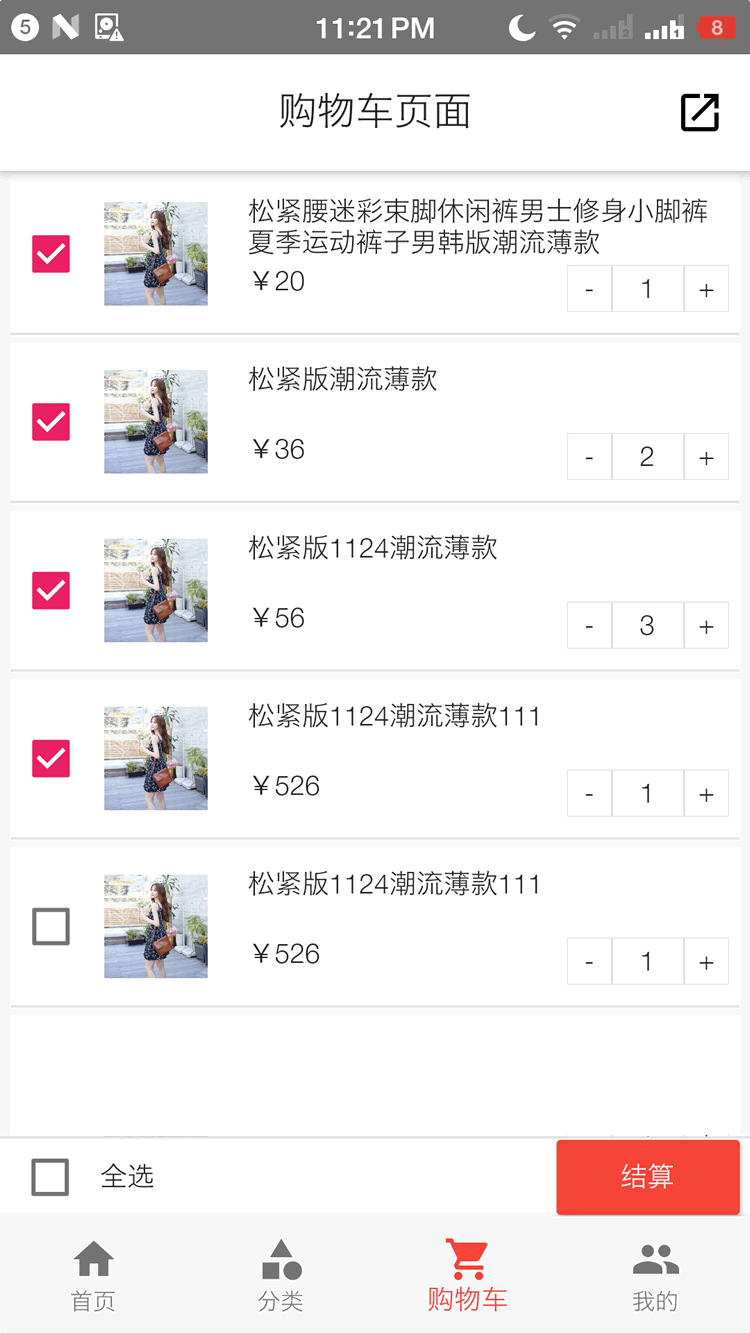 5
11:21 PM
2
1
8
购物车页面
松紧腰迷彩束脚休闲裤男士修身小脚裤
夏季运动裤子男韩版潮流薄款
￥20
- 1 +
松紧版潮流薄款
￥36
- 2 +
松紧版1124潮流薄款
￥56
- 3 +
松紧版1124潮流薄款111
￥526
- 1 +
松紧版1124潮流薄款111
￥526
- 1 +
全选
结算
首页
分类
购物车
我的